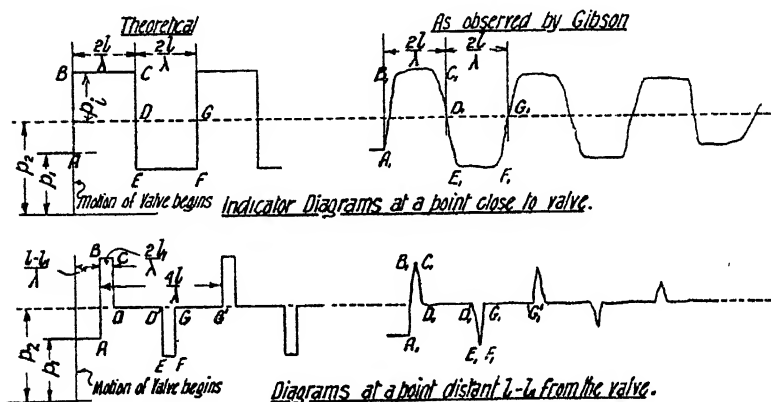 Theoretical
As observed by Gibson
2l/λ 2l/λ
2l/λ 2l/λ
B C
B₁ C₁
pᵢ
D G
D₁ G₁
A
A₁
p₂
p₁
E F
E₁ F₁
Motion of Valve begins
Indicator Diagrams at a point close to valve.
l-l₁/λ
B C
2l₁/λ
4l/λ
B₁ C₁
D D' G G'
D₁ D₁' G₁ G₁'
A
A₁
p₂
p₁
E F
E₁ F₁
Motion of Valve begins
Diagrams at a point distant l-l₁ from the valve.